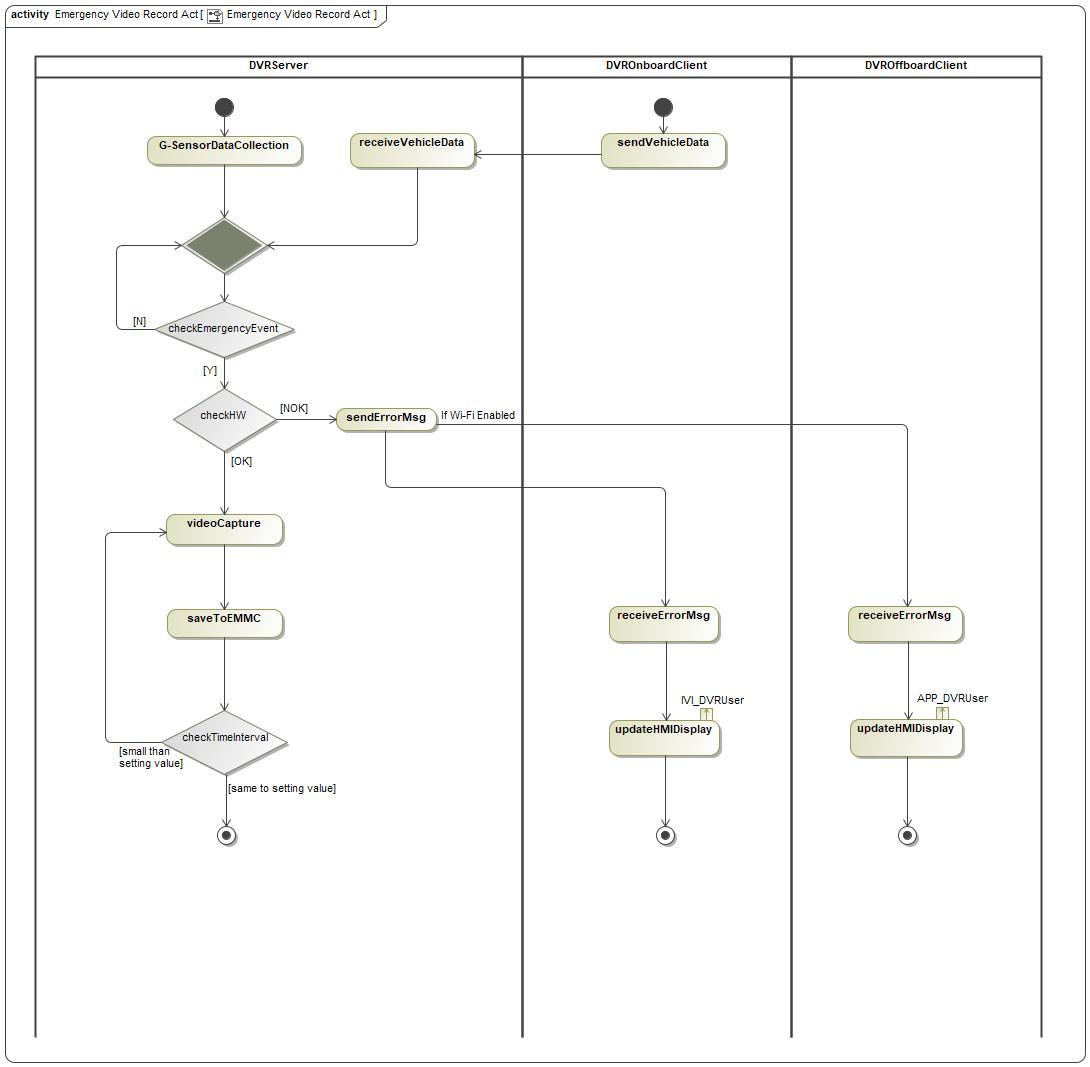 activity Emergency Video Record Act [ Emergency Video Record Act ]
DVRServer
DVROnboardClient
DVROffboardClient
G-SensorDataCollection
receiveVehicleData
sendVehicleData
[N]
checkEmergencyEvent
[Y]
checkHW
[NOK]
sendErrorMsg
If Wi-Fi Enabled
[OK]
videoCapture
saveToEMMC
receiveErrorMsg
receiveErrorMsg
IVI_DVRUser
APP_DVRUser
updateHMIDisplay
updateHMIDisplay
checkTimeInterval
[small than
setting value]
[same to setting value]